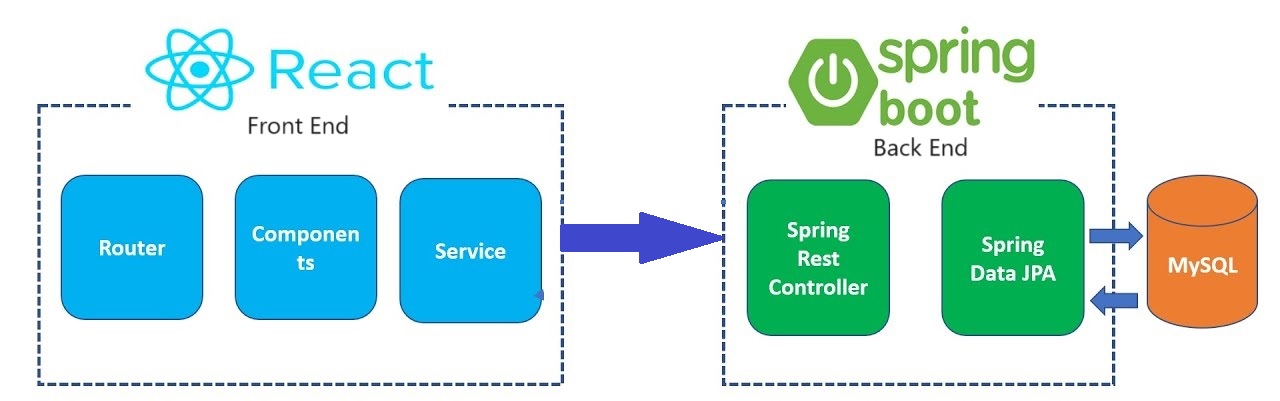 React
Front End
Router
Componen
ts
Service
spring
boot
Back End
Spring
Rest
Controller
Spring
Data JPA
MySQL